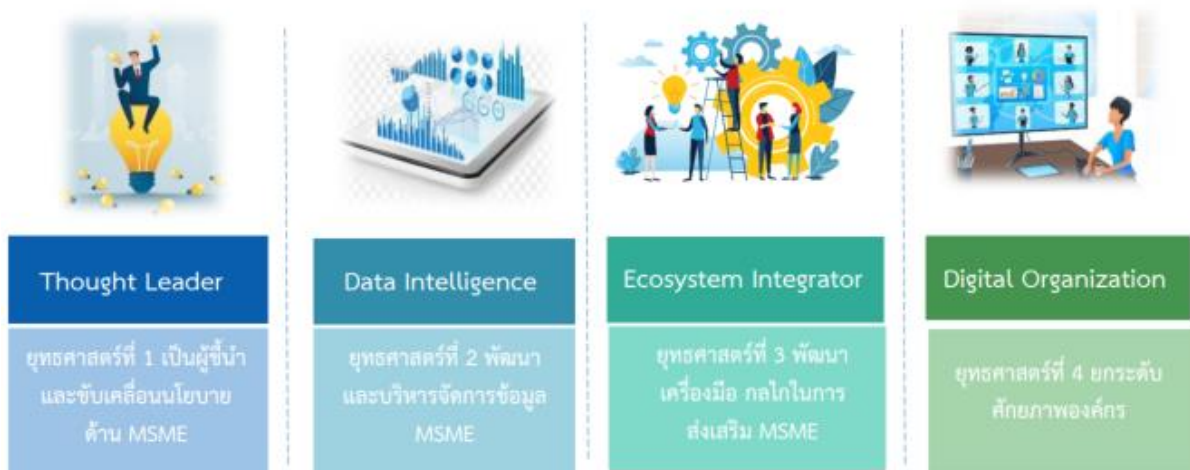 Thought Leader
ยุทธศาสตร์ที่ 1 เป็นผู้ชี้นำ
และขับเคลื่อนนโยบาย
ด้าน MSME
Data Intelligence
ยุทธศาสตร์ที่ 2 พัฒนา
และบริหารจัดการข้อมูล
MSME
Ecosystem Integrator
ยุทธศาสตร์ที่ 3 พัฒนา
เครื่องมือ กลไกในการ
ส่งเสริม MSME
Digital Organization
ยุทธศาสตร์ที่ 4 ยกระดับ
ศักยภาพองค์กร